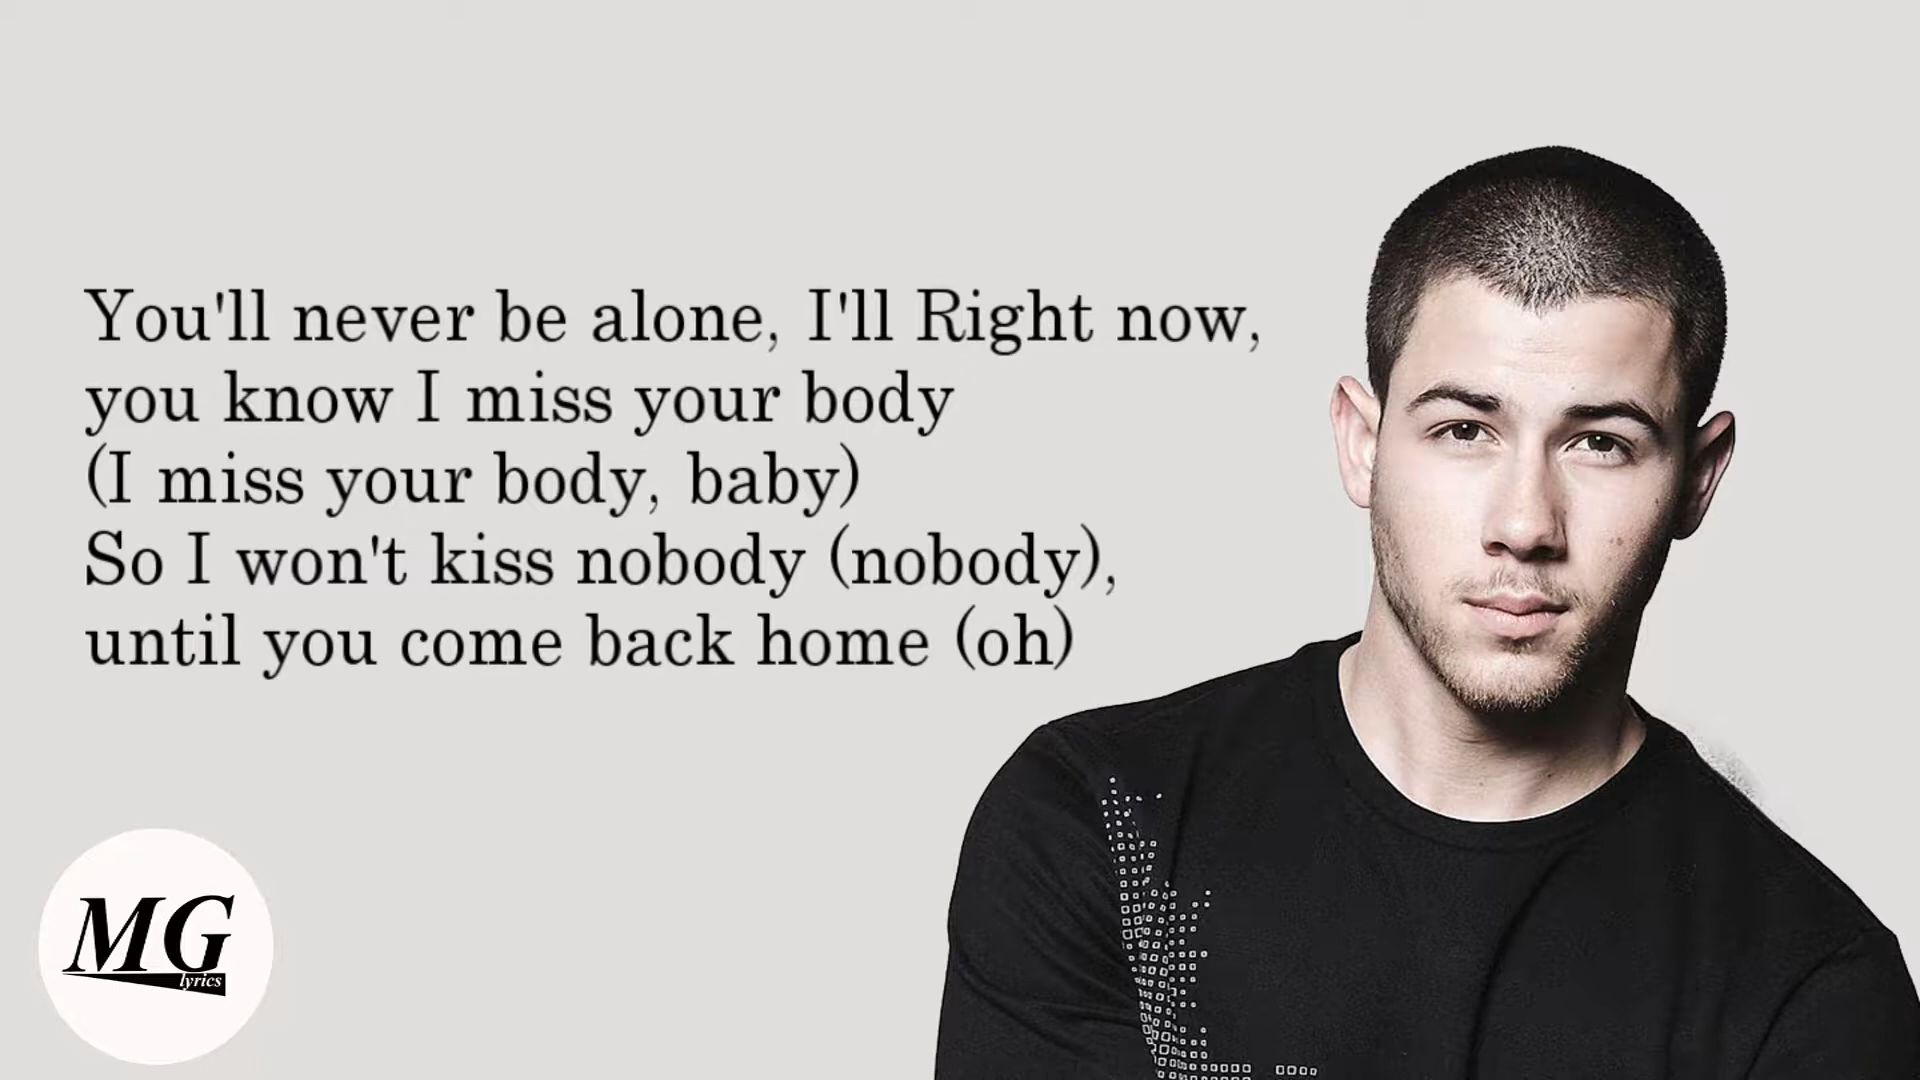 You'll never be alone, I'll Right now,
you know I miss your body
(I miss your body, baby)
So I won't kiss nobody (nobody),
until you come back home (oh)
MG
lyrics